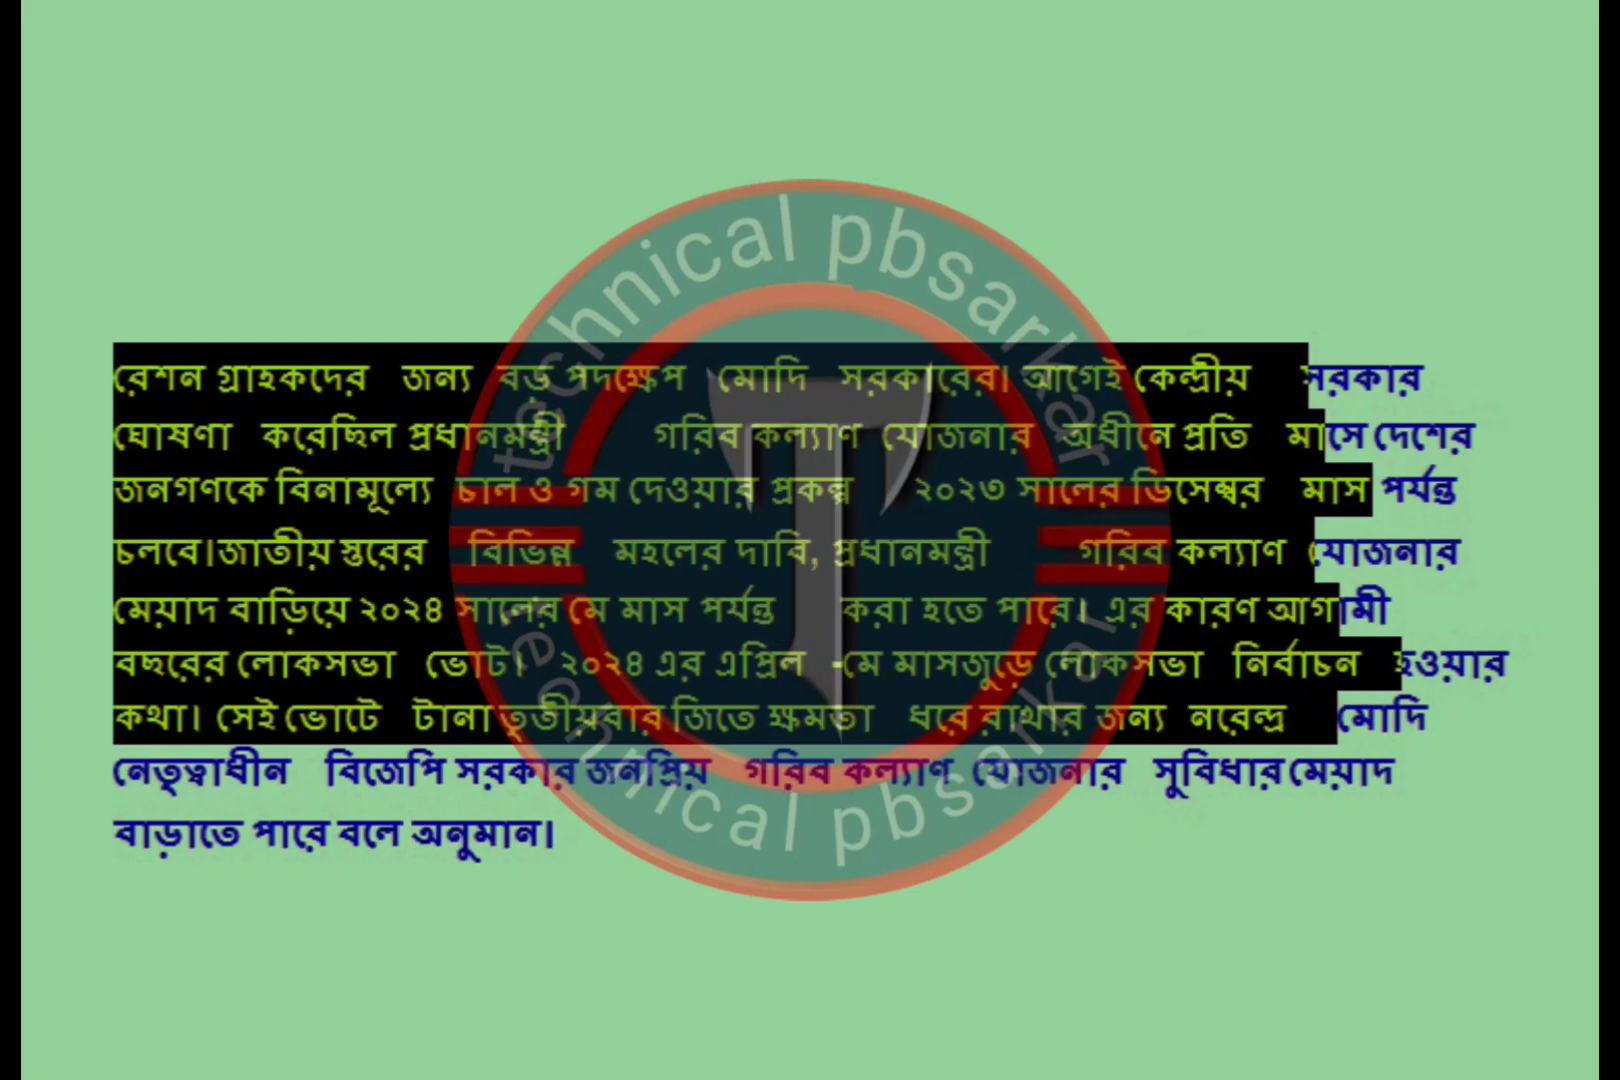 technical pbsarkar
রেশন গ্রাহকদের জন্য বড় পদক্ষেপ মোদি সরকারের। আগেই কেন্দ্রীয় সরকার
ঘোষণা করেছিল প্রধানমন্ত্রী গরিব কল্যাণ যোজনার অধীনে প্রতি মাসে দেশের
জনগণকে বিনামূল্যে চাল ও গম দেওয়ার প্রকল্প ২০২৩ সালের ডিসেম্বর মাস পর্যন্ত
চলবে।জাতীয় স্তরের বিভিন্ন মহলের দাবি, প্রধানমন্ত্রী গরিব কল্যাণ যোজনার
মেয়াদ বাড়িয়ে ২০২৪ সালের মে মাস পর্যন্ত করা হতে পারে। এর কারণ আগামী
বছরের লোকসভা ভোট। ২০২৪ এর এপ্রিল -মে মাসজুড়ে লোকসভা নির্বাচন হওয়ার
কথা। সেই ভোটে টানা তৃতীয়বার জিতে ক্ষমতা ধরে রাখার জন্য নরেন্দ্র মোদি
নেতৃত্বাধীন বিজেপি সরকার জনপ্রিয় গরিব কল্যাণ যোজনার সুবিধার মেয়াদ
বাড়াতে পারে বলে অনুমান।
technical pbsarkar
T